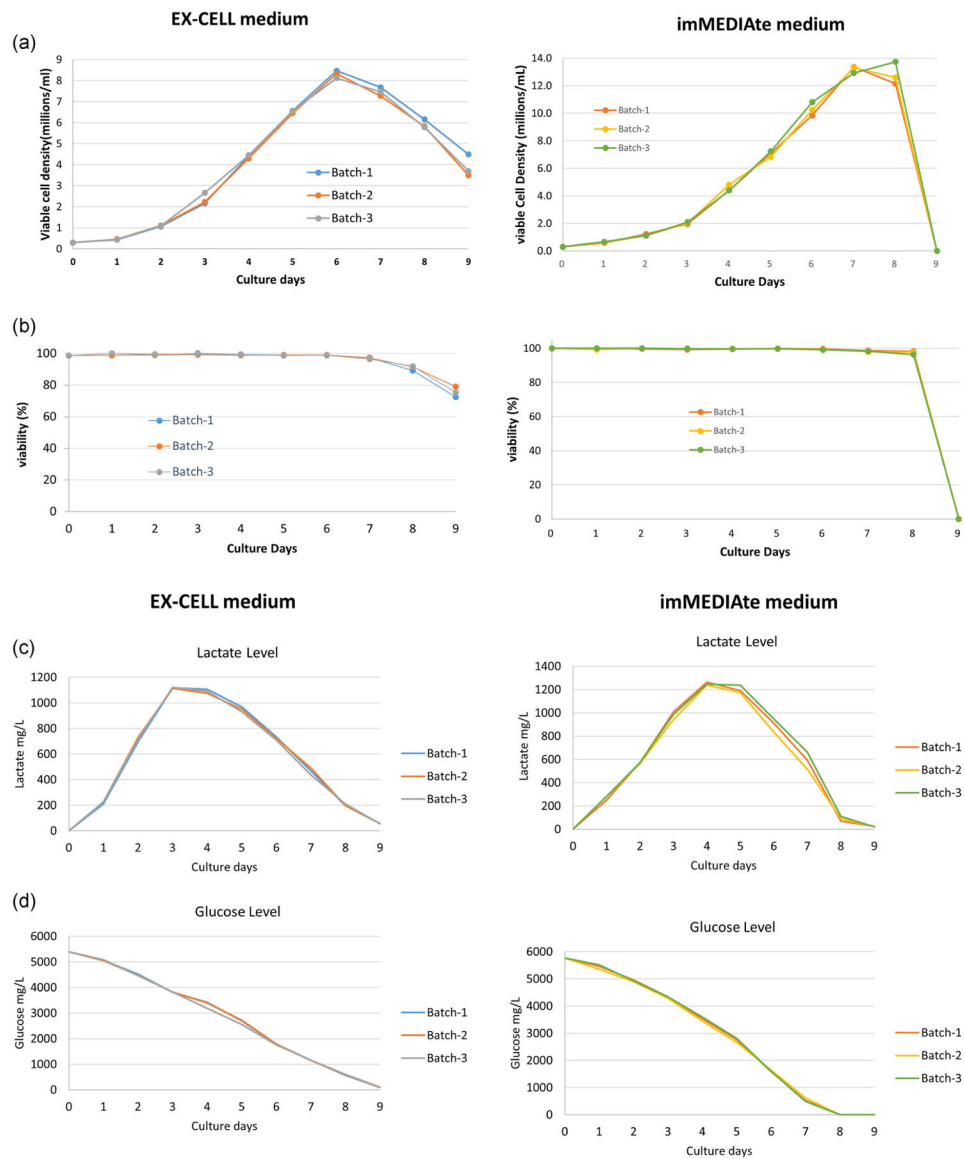 EX-CELL medium
imMEDIAte medium
(a)
Viable cell density(millions/ml)
9
8
7
6
5
4
3
2
1
0
0 1 2 3 4 5 6 7 8 9
Culture Days
Batch-1
Batch-2
Batch-3
viable Cell Density (millions/mL)
14.0
12.0
10.0
8.0
6.0
4.0
2.0
0.0
0 1 2 3 4 5 6 7 8 9
Culture Days
Batch-1
Batch-2
Batch-3
(b)
viability (%)
100
80
60
40
20
0
0 1 2 3 4 5 6 7 8 9
Culture Days
Batch-1
Batch-2
Batch-3
viability (%)
100
80
60
40
20
0
0 1 2 3 4 5 6 7 8 9
Culture Days
Batch-1
Batch-2
Batch-3
EX-CELL medium
imMEDIAte medium
(c)
Lactate Level
Lactate mg/L
1200
1000
800
600
400
200
0
0 1 2 3 4 5 6 7 8 9
Culture days
Batch-1
Batch-2
Batch-3
Lactate Level
Lactate mg/L
1400
1200
1000
800
600
400
200
0
0 1 2 3 4 5 6 7 8 9
Culture days
Batch-1
Batch-2
Batch-3
(d)
Glucose Level
Glucose mg/L
6000
5000
4000
3000
2000
1000
0
0 1 2 3 4 5 6 7 8 9
Culture days
Batch-1
Batch-2
Batch-3
Glucose Level
Glucose mg/L
6000
5000
4000
3000
2000
1000
0
0 1 2 3 4 5 6 7 8 9
Culture days
Batch-1
Batch-2
Batch-3